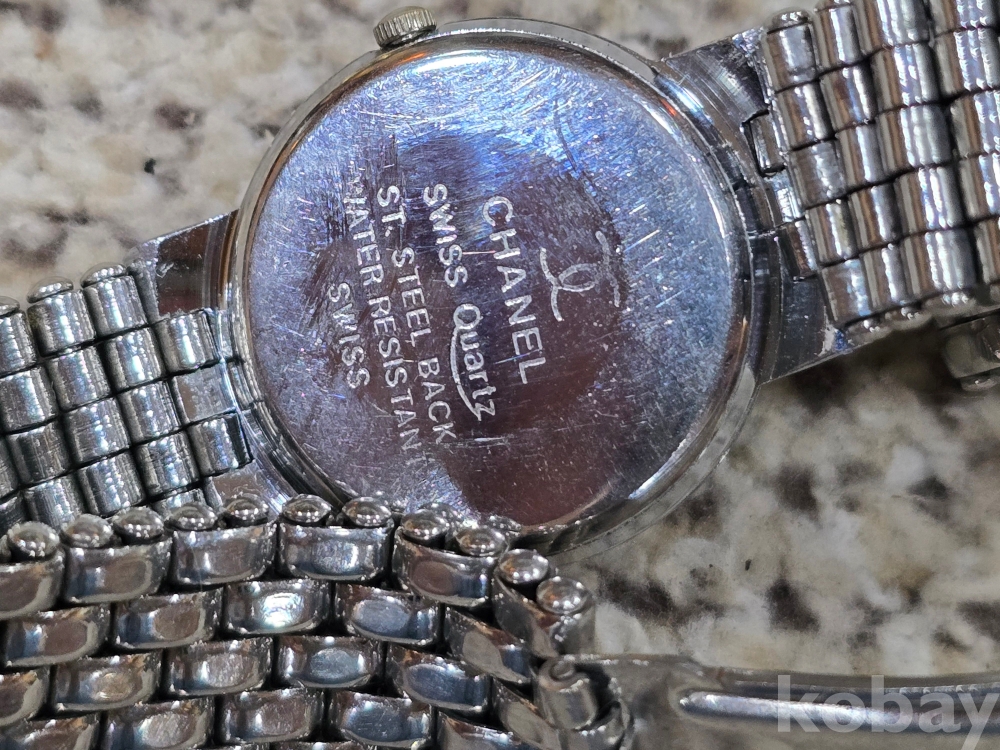 CHANEL
SWISS Quartz
ST. STEEL BACK
WATER RESISTANT
SWISS
kobay